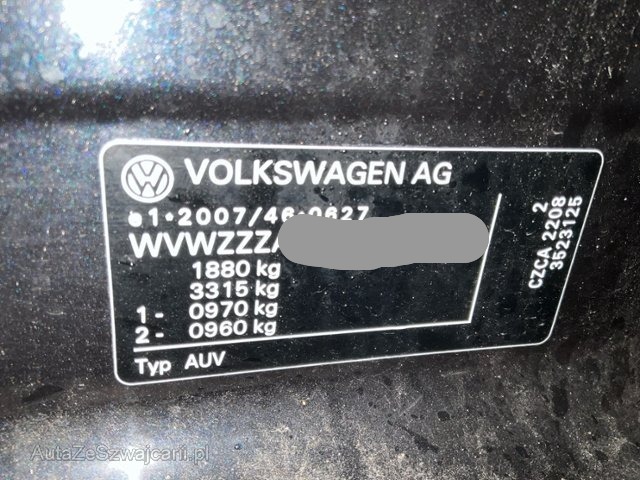 VOLKSWAGEN AG
e1*2007/46*0627
WVWZZZA
1880 kg
3315 kg
1- 0970 kg
2- 0960 kg
Typ AUV
2
CZCA 2208
3523125
AutaZeSzwajcarii.pl